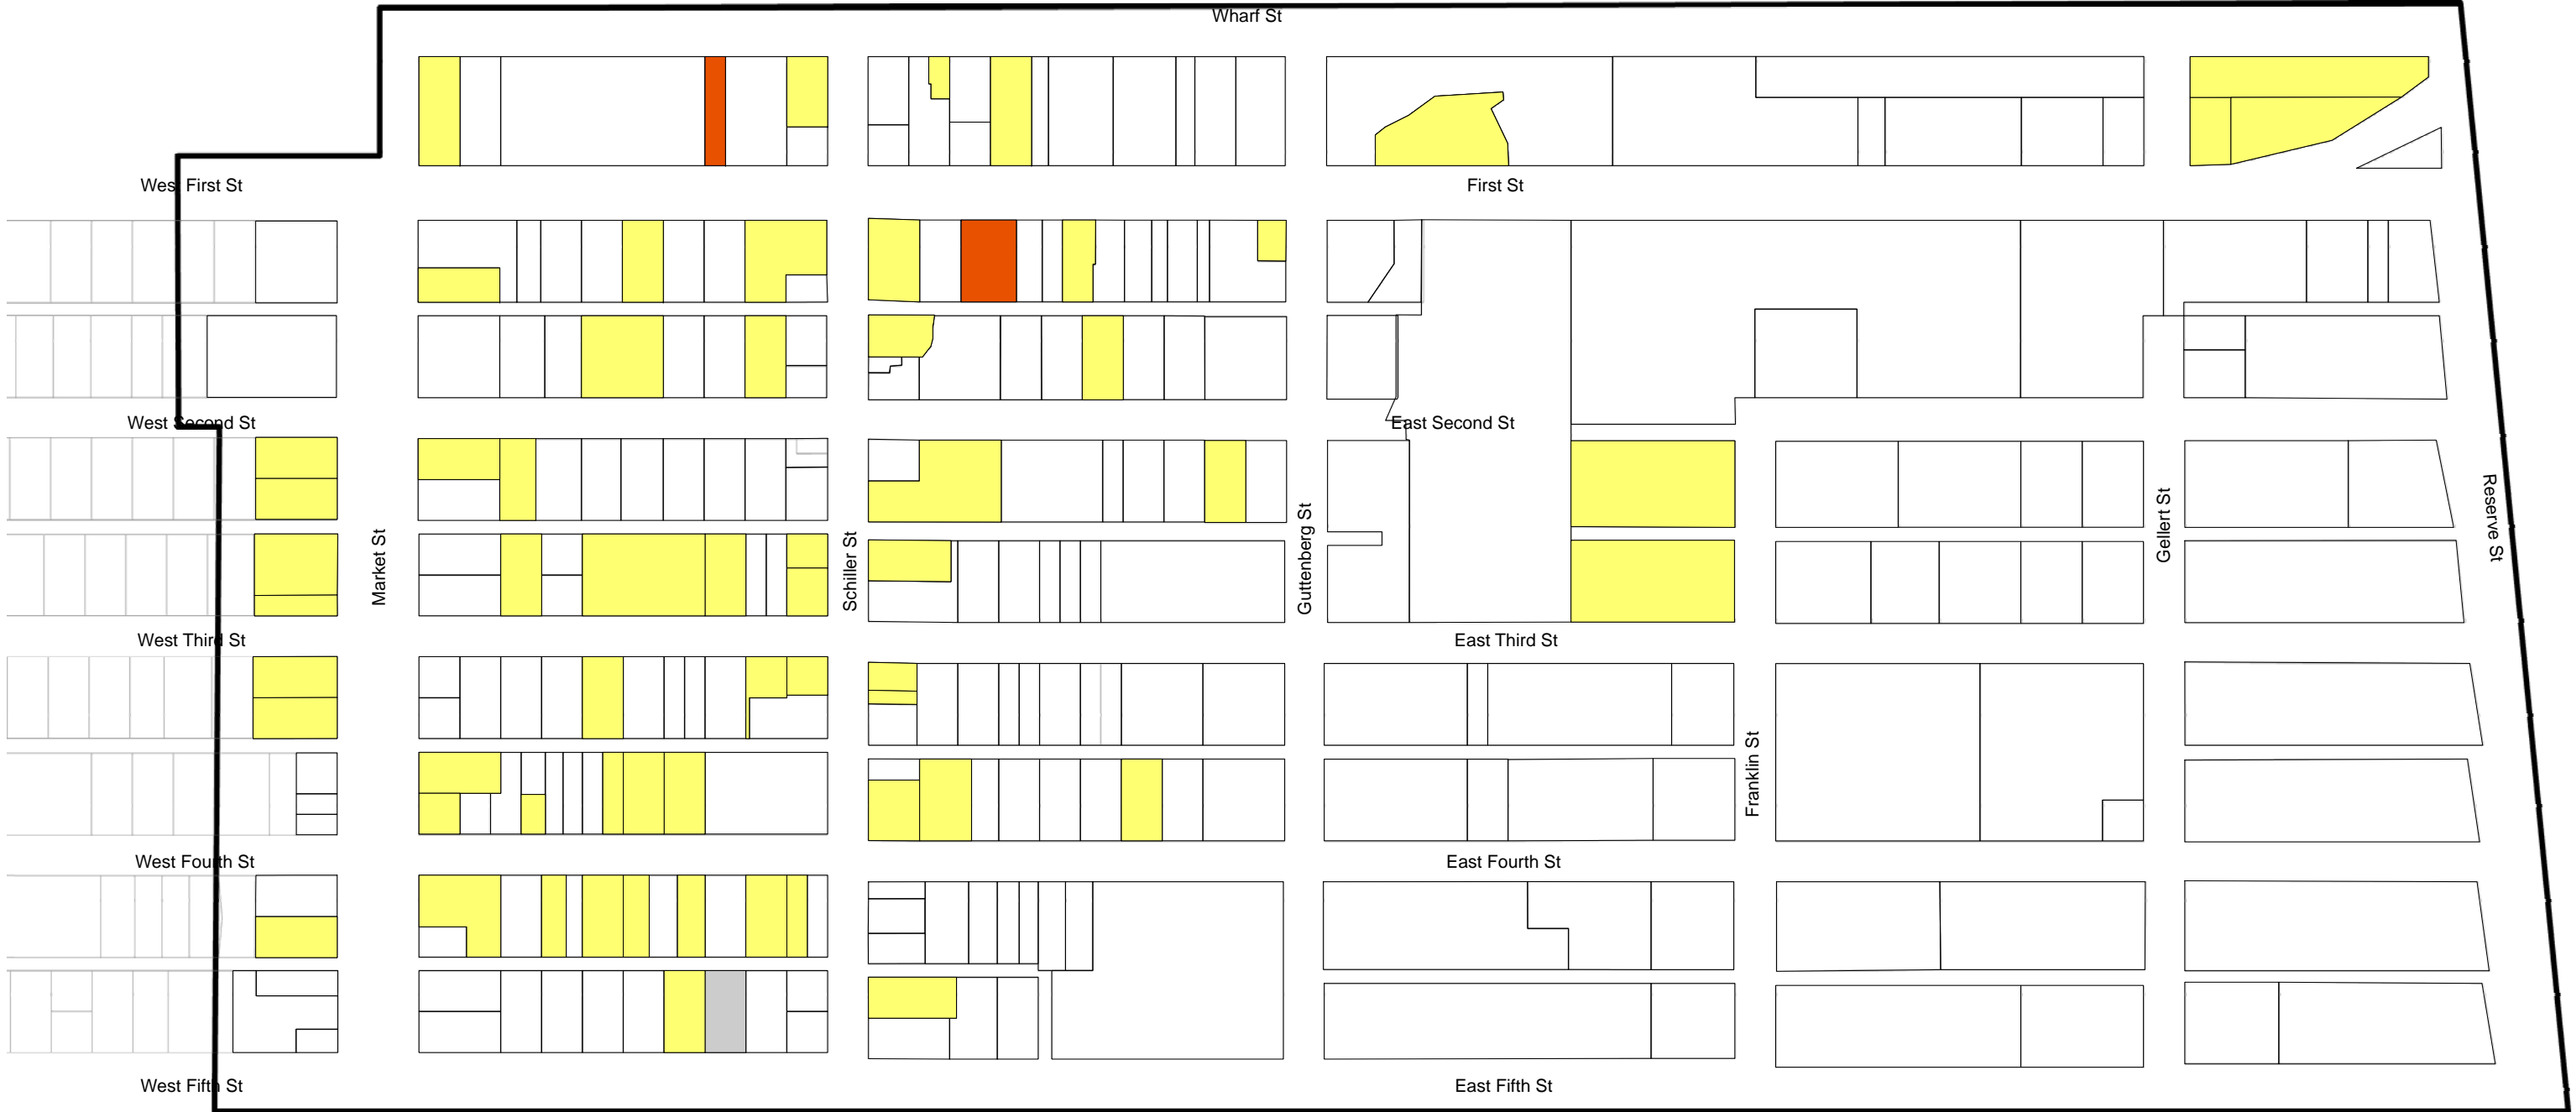 Wharf St
West First St
First St
West Second St
East Second St
Market St
Schiller St
Guttenberg St
Gellert St
Reserve St
West Third St
East Third St
Franklin St
West Fourth St
East Fourth St
West Fifth St
East Fifth St